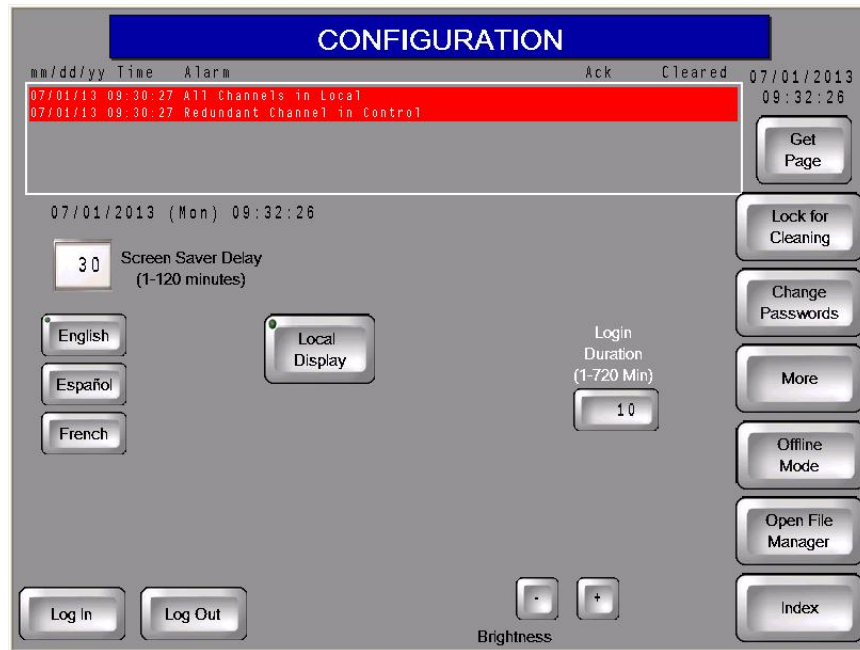 CONFIGURATION
mm/dd/yy Time Alarm Ack Cleared
07/01/2013
09:32:26
07/01/13 09:30:27 All Channels in Local
07/01/13 09:30:27 Redundant Channel in Control
Get
Page
07/01/2013 (Mon) 09:32:26
Lock for
Cleaning
30
Screen Saver Delay
(1-120 minutes)
Change
Passwords
English
Español
French
Local
Display
Login
Duration
(1-720 Min)
10
More
Offline
Mode
Open File
Manager
Log In
Log Out
- +
Brightness
Index